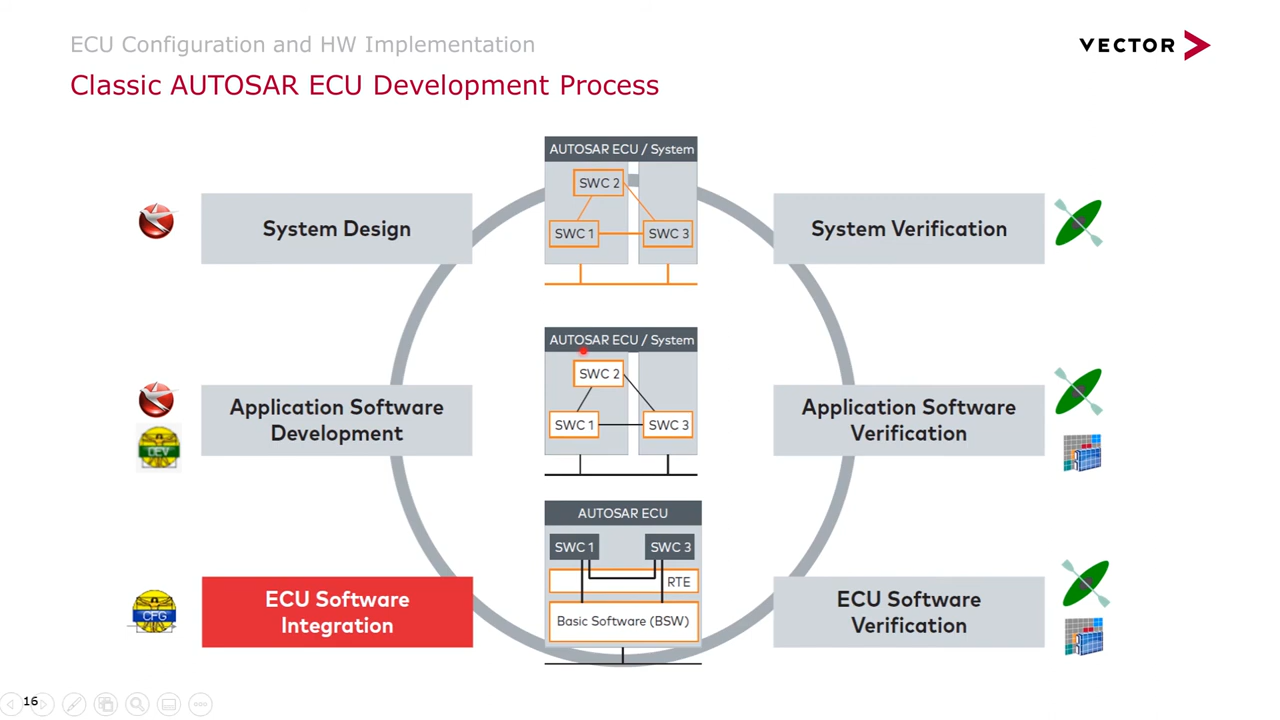 ECU Configuration and HW Implementation
VECTOR
Classic AUTOSAR ECU Development Process
AUTOSAR ECU / System
SWC 2
SWC 1
SWC 3
System Design
System Verification
AUTOSAR ECU / System
SWC 2
SWC 1
SWC 3
Application Software
Development
DEV
Application Software
Verification
AUTOSAR ECU
SWC 1
SWC 3
RTE
Basic Software (BSW)
CFG
ECU Software
Integration
ECU Software
Verification
16